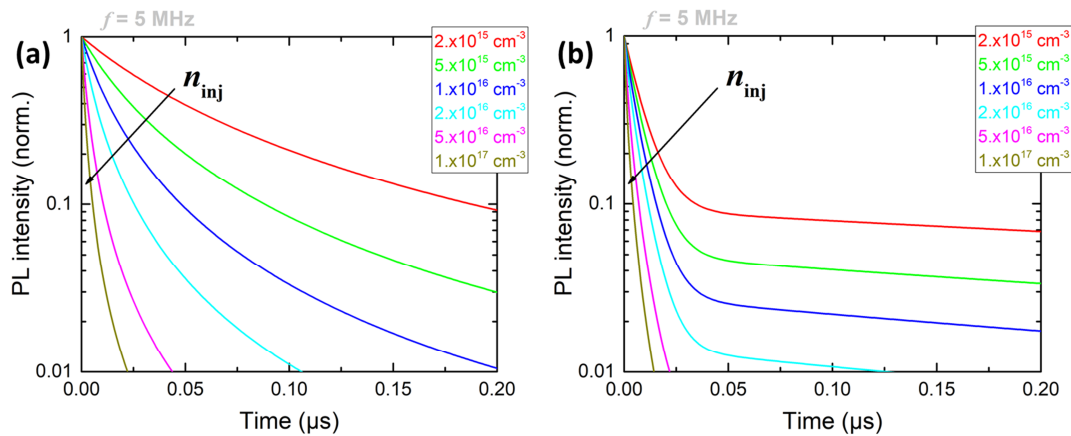 f = 5 MHz
(a)
n_inj
2.x10^15 cm^-3
5.x10^15 cm^-3
1.x10^16 cm^-3
2.x10^16 cm^-3
5.x10^16 cm^-3
1.x10^17 cm^-3
PL intensity (norm.)
1
0.1
0.01
0.00 0.05 0.10 0.15 0.20
Time (μs)
f = 5 MHz
(b)
n_inj
2.x10^15 cm^-3
5.x10^15 cm^-3
1.x10^16 cm^-3
2.x10^16 cm^-3
5.x10^16 cm^-3
1.x10^17 cm^-3
PL intensity (norm.)
1
0.1
0.01
0.00 0.05 0.10 0.15 0.20
Time (μs)